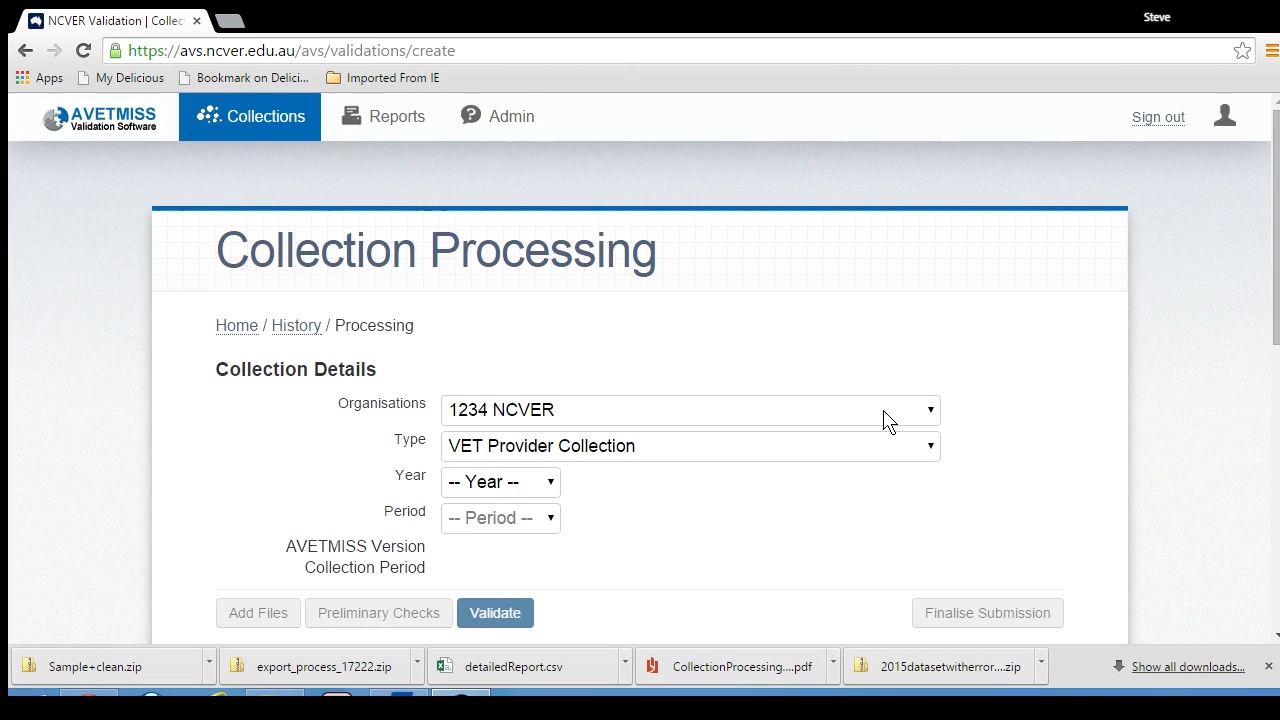 Steve
NCVER Validation | Collec
https://avs.ncver.edu.au/avs/validations/create
Apps My Delicious Bookmark on Delici... Imported From IE
AVETMISS
Validation Software
Collections Reports Admin Sign out
Collection Processing
Home / History / Processing
Collection Details
Organisations 1234 NCVER
Type VET Provider Collection
Year -- Year --
Period -- Period --
AVETMISS Version
Collection Period
Add Files Preliminary Checks Validate Finalise Submission
Sample+clean.zip export_process_17222.zip detailedReport.csv CollectionProcessing....pdf 2015datasetwitherror....zip Show all downloads...